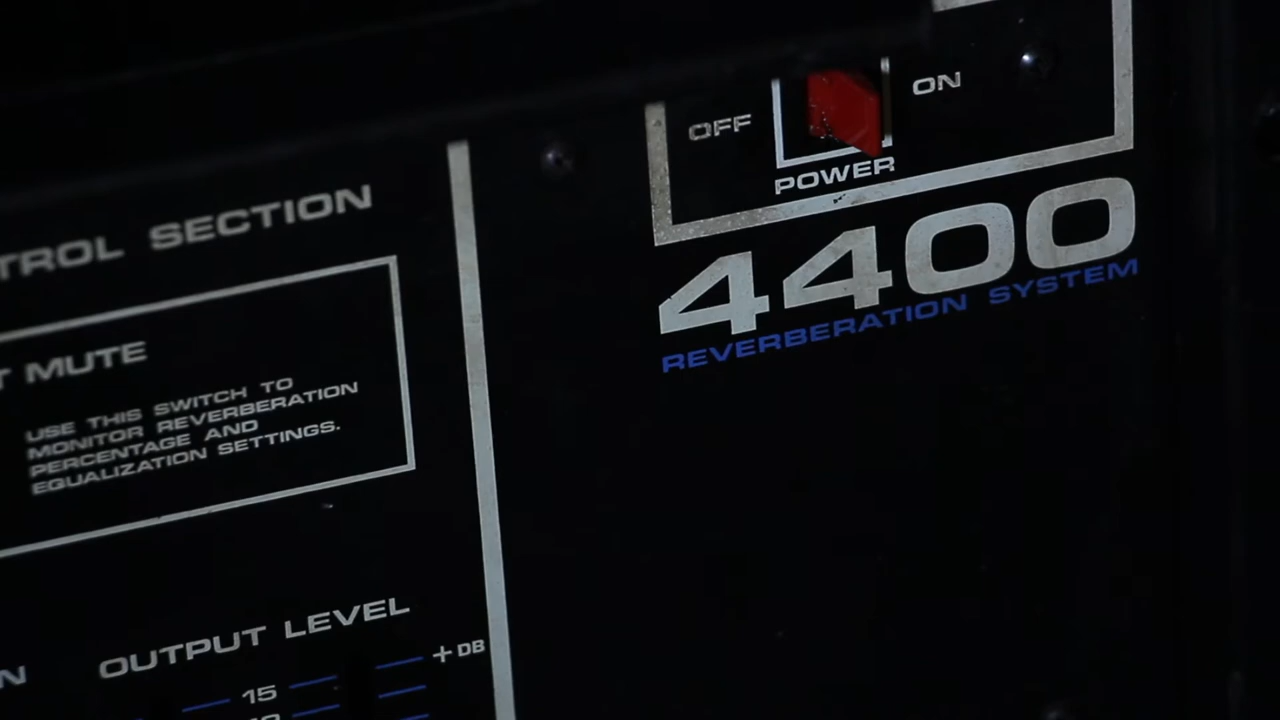 OFF
ON
POWER
4400
REVERBERATION SYSTEM
SECTION
MUTE
USE THIS SWITCH TO
MONITOR REVERBERATION
PERCENTAGE AND
EQUALIZATION SETTINGS.
OUTPUT LEVEL
+DB
15